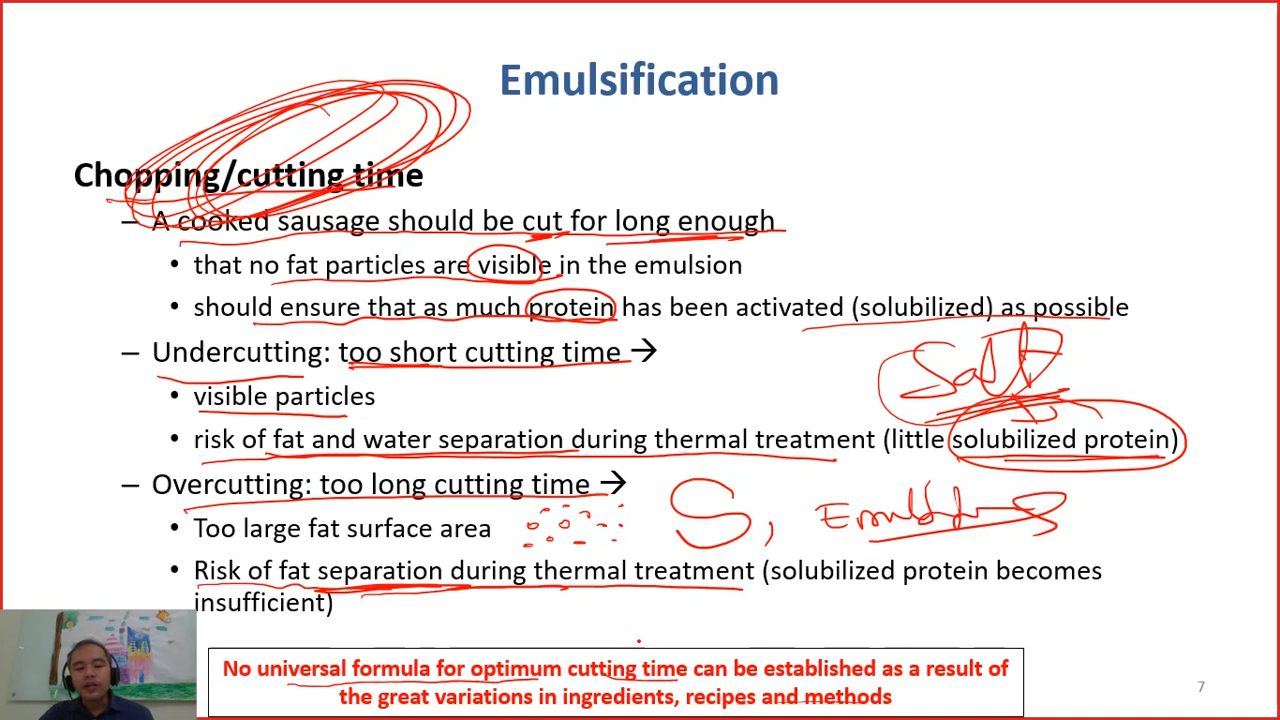 Emulsification
Chopping/cutting time
– A cooked sausage should be cut for long enough
• that no fat particles are visible in the emulsion
• should ensure that as much protein has been activated (solubilized) as possible
– Undercutting: too short cutting time →
Salt
• visible particles
• risk of fat and water separation during thermal treatment (little solubilized protein)
– Overcutting: too long cutting time →
S,
• Too large fat surface area
• Risk of fat separation during thermal treatment (solubilized protein becomes
insufficient)
No universal formula for optimum cutting time can be established as a result of
the great variations in ingredients, recipes and methods
7